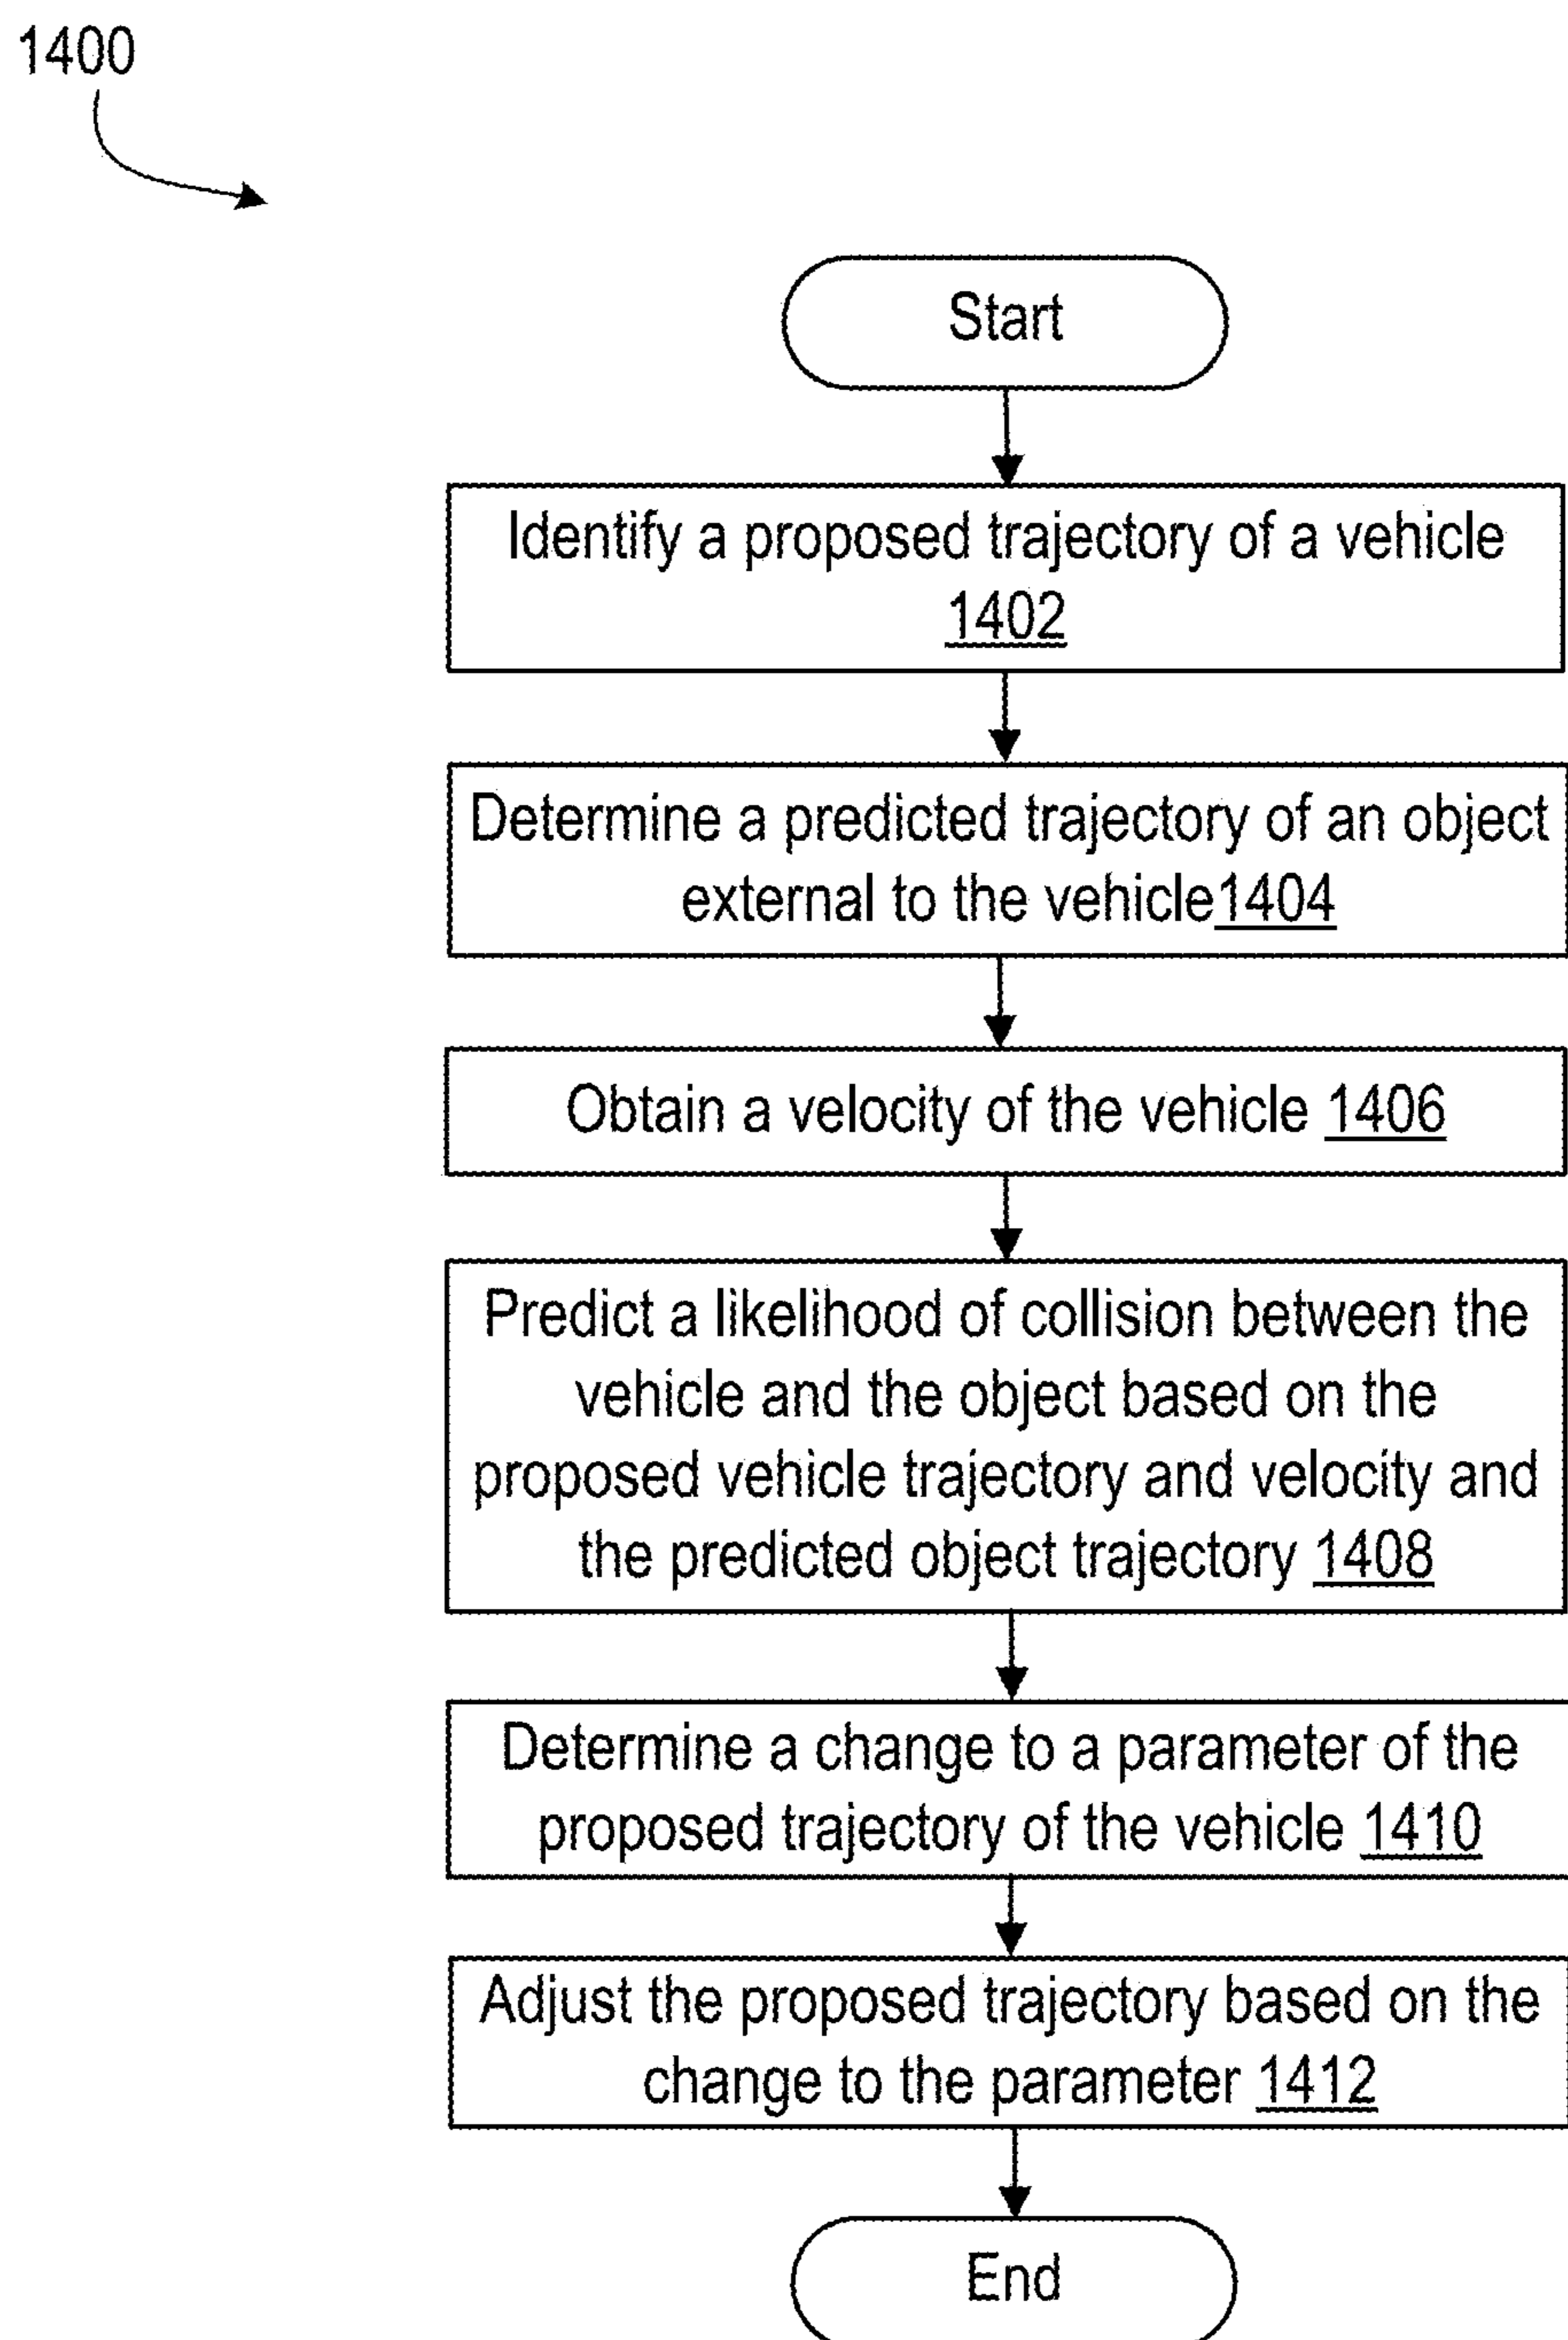 1400
Start
Identify a proposed trajectory of a vehicle
1402
Determine a predicted trajectory of an object
external to the vehicle1404
Obtain a velocity of the vehicle 1406
Predict a likelihood of collision between the
vehicle and the object based on the
proposed vehicle trajectory and velocity and
the predicted object trajectory 1408
Determine a change to a parameter of the
proposed trajectory of the vehicle 1410
Adjust the proposed trajectory based on the
change to the parameter 1412
End